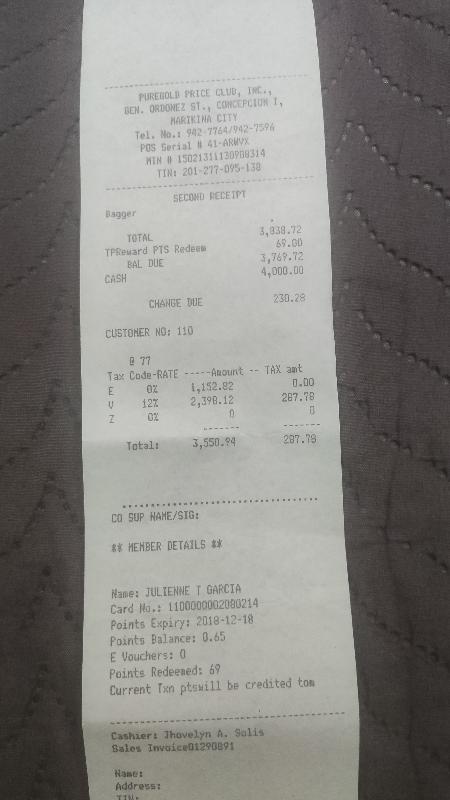 PUREGOLD PRICE CLUB, INC.,
GEN. ORDONEZ ST., CONCEPCION I,
MARIKINA CITY
Tel. No.: 942-7764/942-7596
POS Serial # 41-ARWVX
MIN # 15021311130908314
TIN: 201-277-095-138
SECOND RECEIPT
Bagger
TOTAL 3,838.72
TPReward PTS Redeem 69.00
BAL DUE 3,769.72
CASH 4,000.00
CHANGE DUE 230.28
CUSTOMER NO: 110
@ 77
Tax Code-RATE -----Amount -- TAX amt
E 0% 1,152.82 0.00
V 12% 2,398.12 287.78
Z 0% 0 0
------- -------
Total: 3,550.94 287.78
CO SUP NAME/SIG:
** MEMBER DETAILS **
Name: JULIENNE T GARCIA
Card No.: 1100000002080214
Points Expiry: 2018-12-18
Points Balance: 0.65
E Vouchers: 0
Points Redeemed: 69
Current Txn ptswill be credited tom
Cashier: Jhovelyn A. Solis
Sales Invoice01290891
Name:
Address:
TIN: